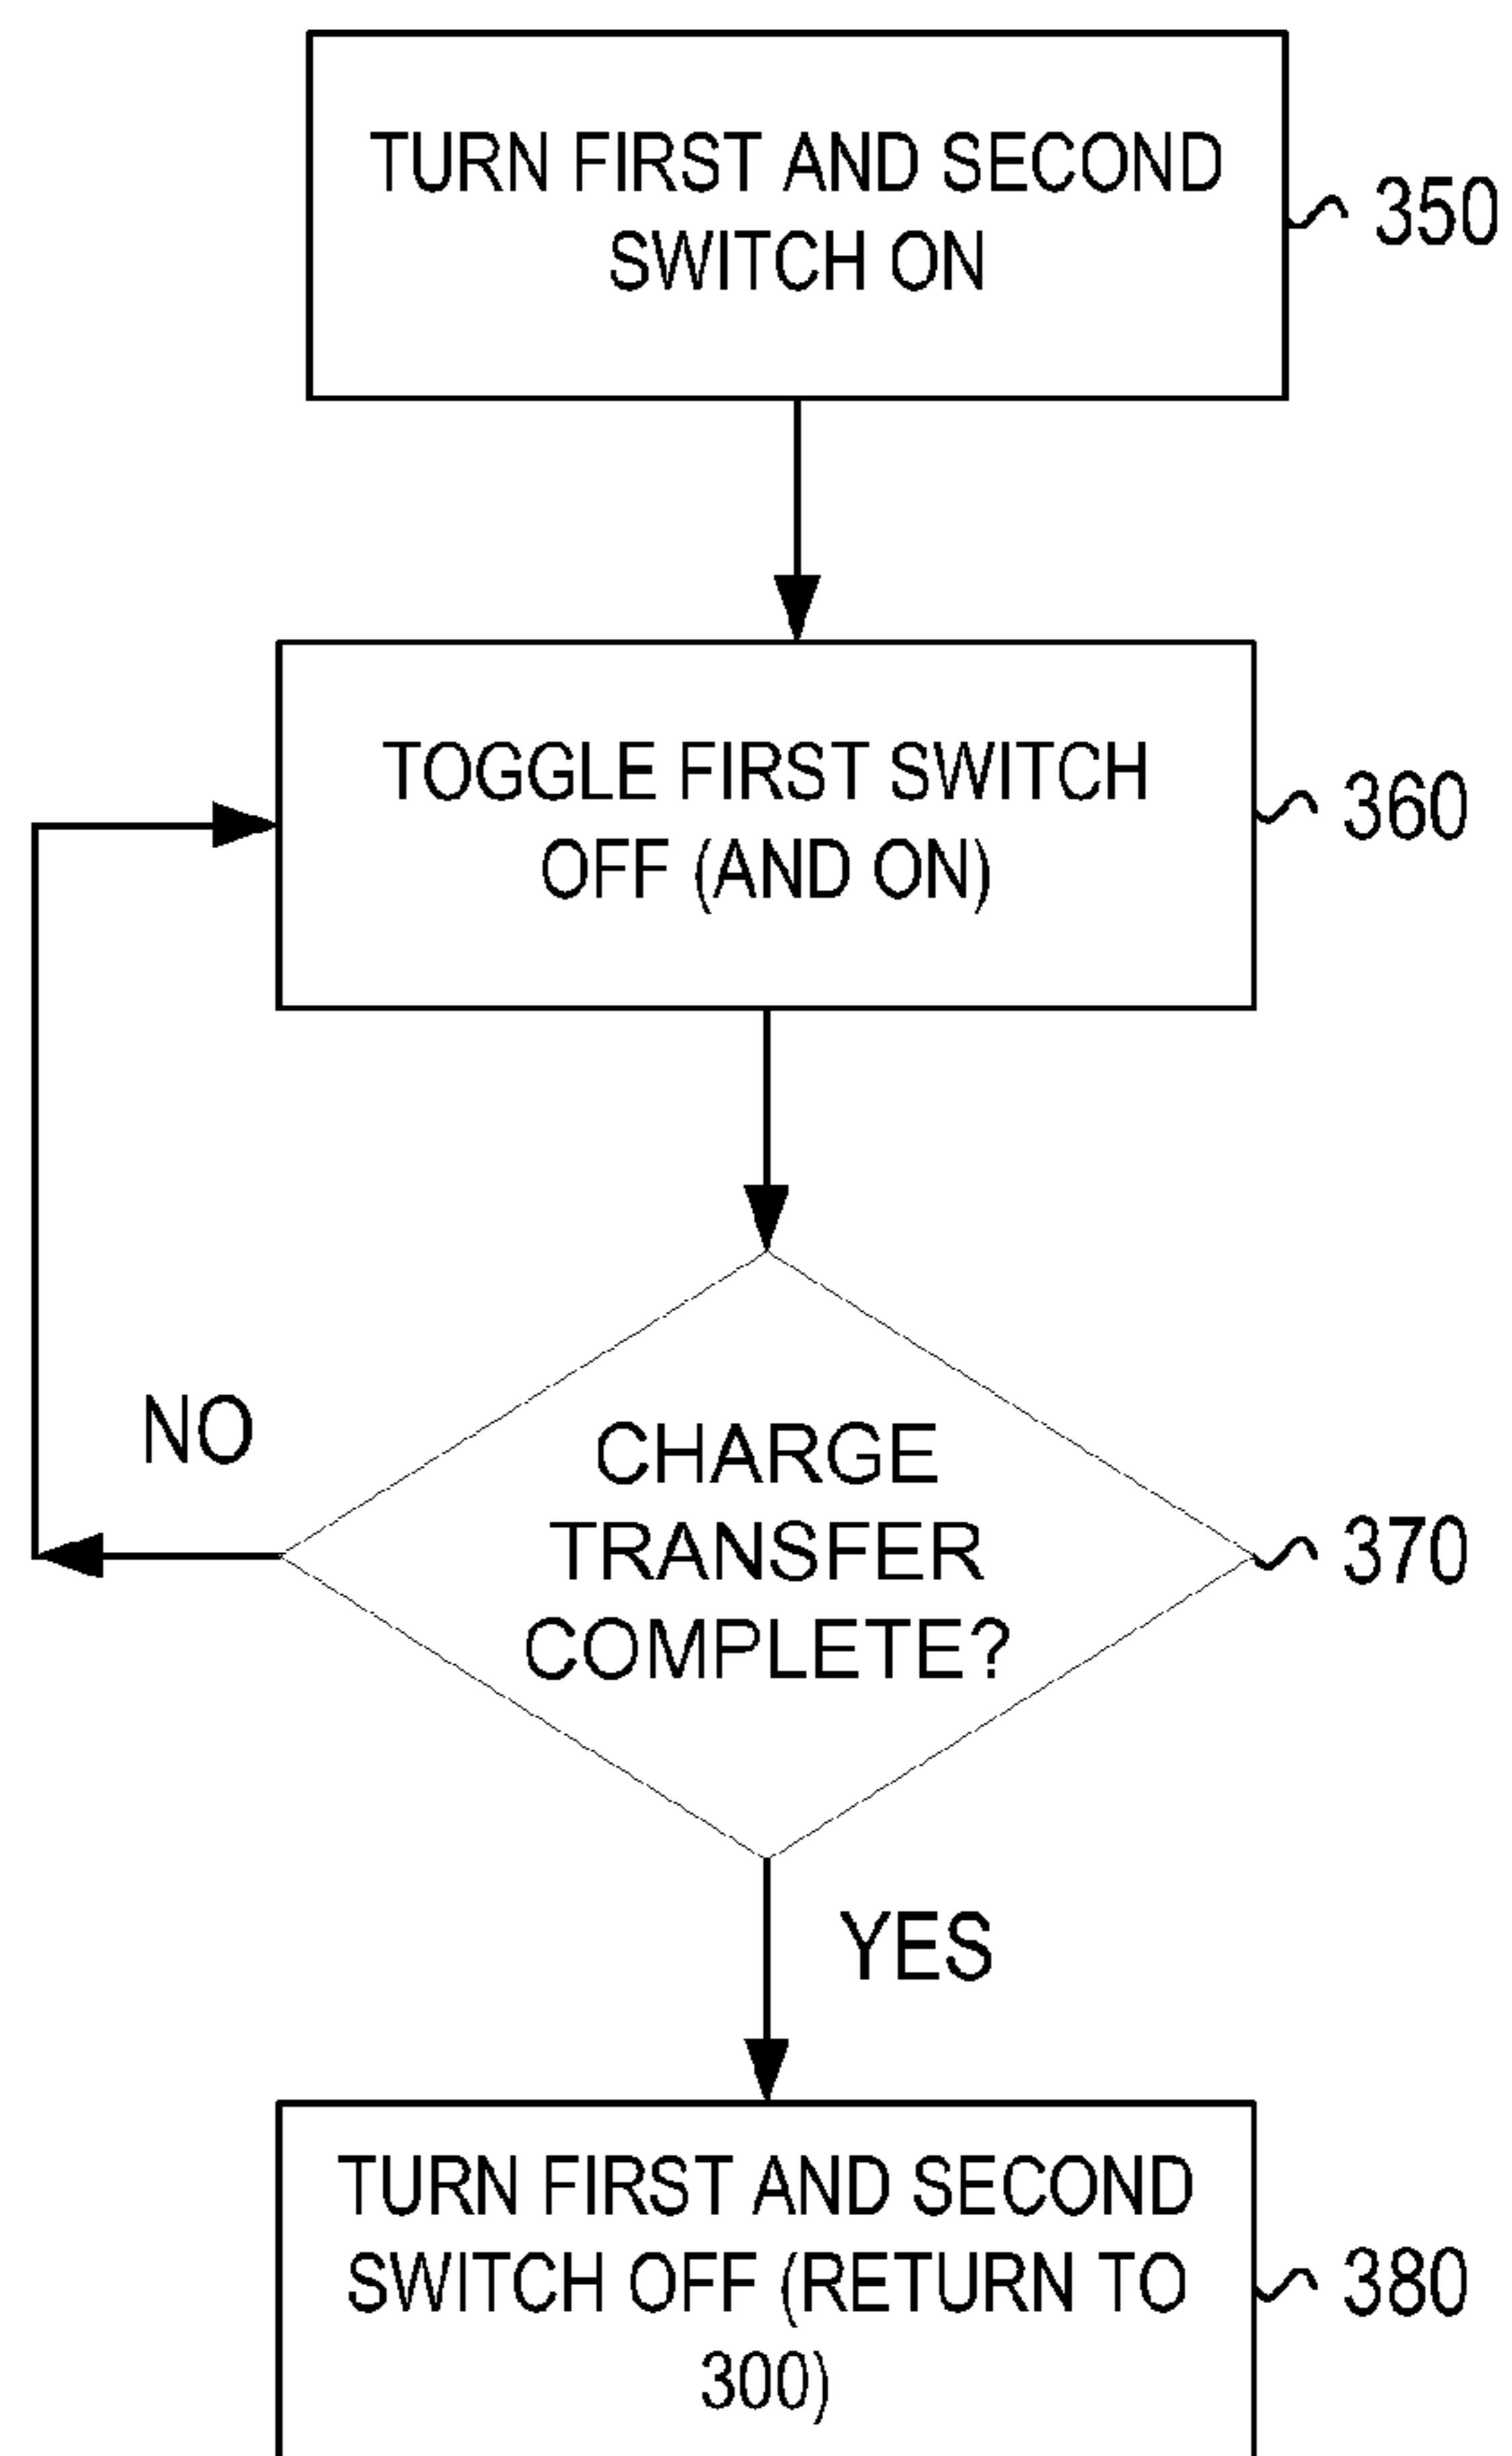 TURN FIRST AND SECOND
SWITCH ON
350
TOGGLE FIRST SWITCH
OFF (AND ON)
360
NO
CHARGE
TRANSFER
COMPLETE?
370
YES
TURN FIRST AND SECOND
SWITCH OFF (RETURN TO
300)
380